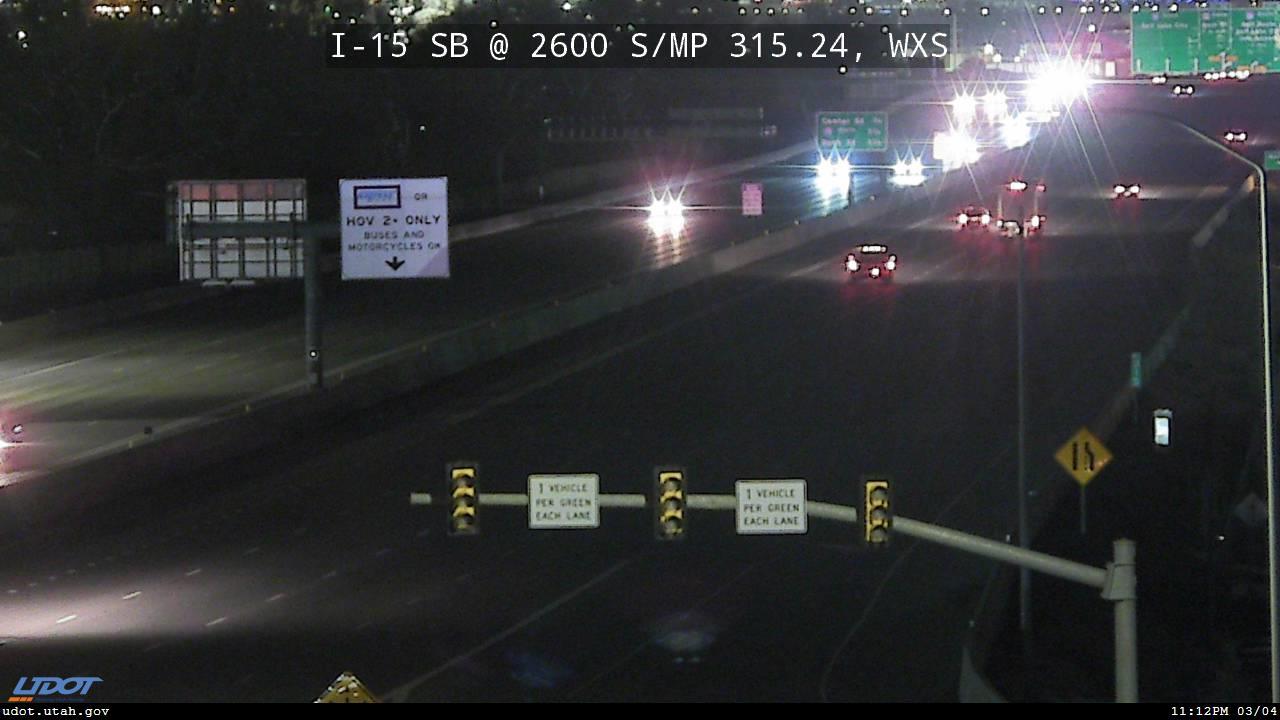 I-15 SB @ 2600 S/MP 315.24, WXS
OR
HOV 2+ ONLY
BUSES AND
MOTORCYCLES OK
1 VEHICLE
PER GREEN
EACH LANE
1 VEHICLE
PER GREEN
EACH LANE
UDOT
udot.utah.gov
11:12PM 03/04